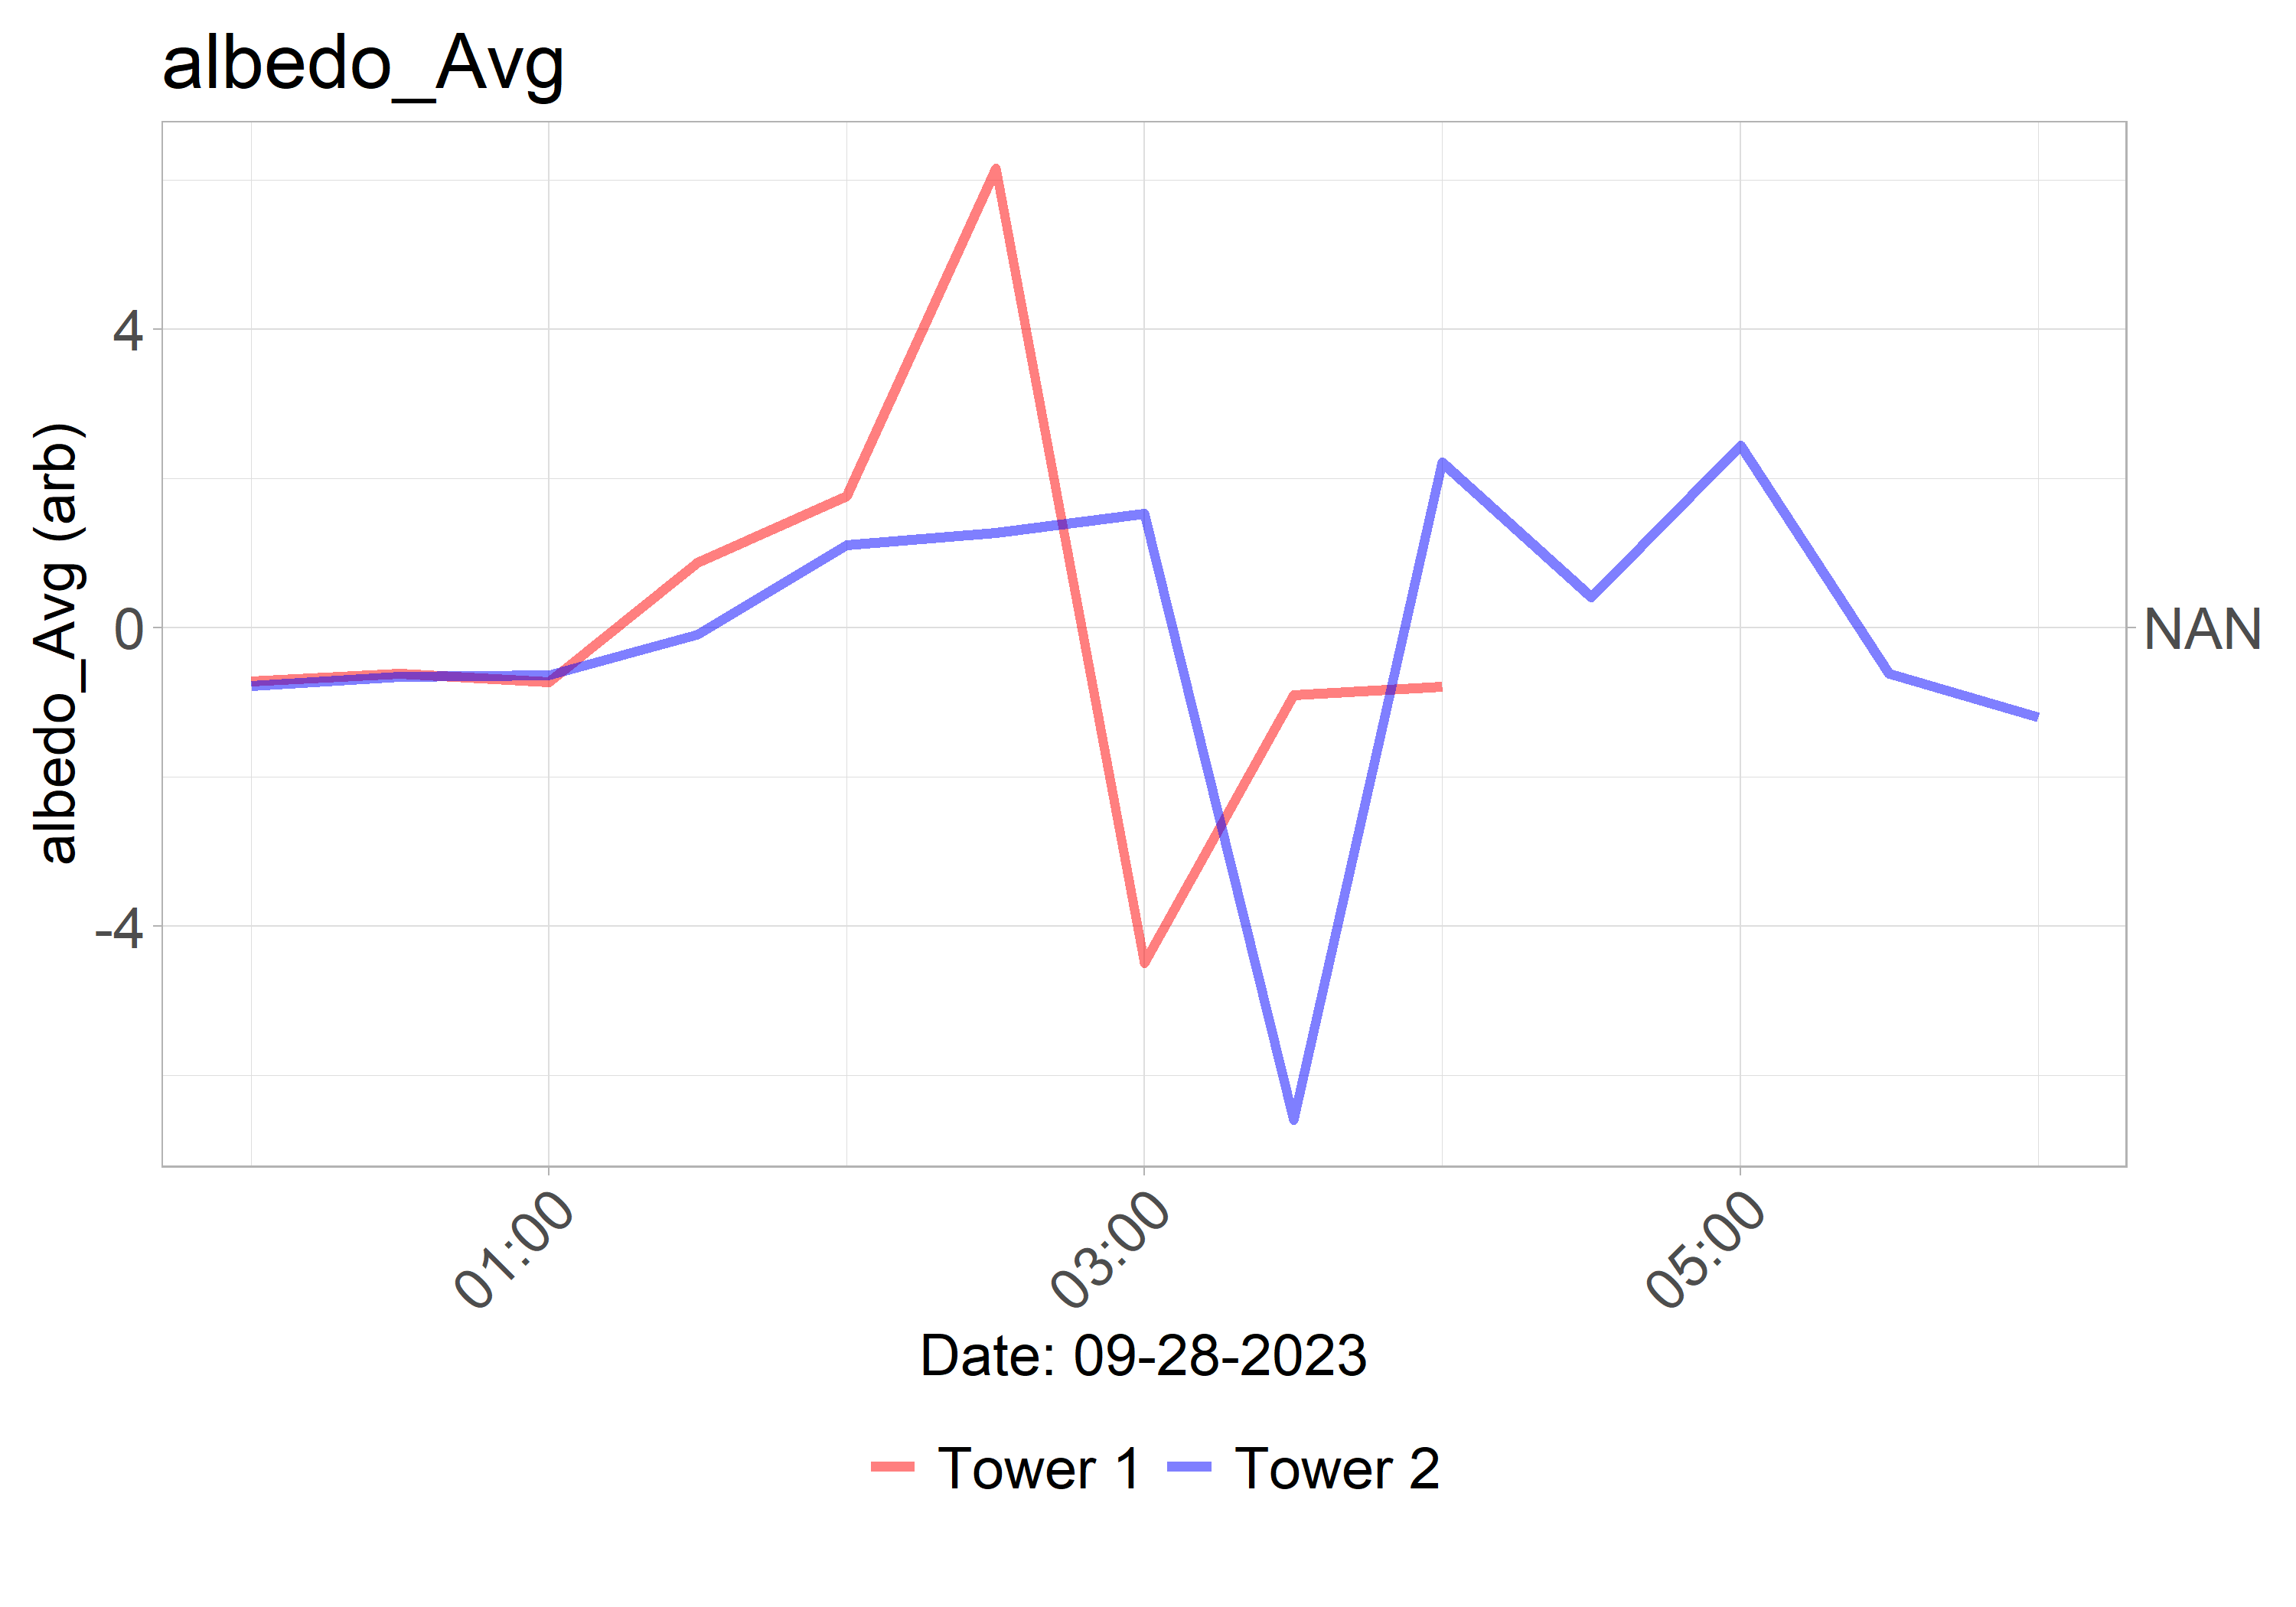 albedo_Avg
albedo_Avg (arb)
4
0
-4
NAN
01:00
03:00
05:00
Date: 09-28-2023
Tower 1
Tower 2